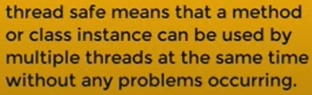 thread safe means that a method
or class instance can be used by
multiple threads at the same time
without any problems occurring.